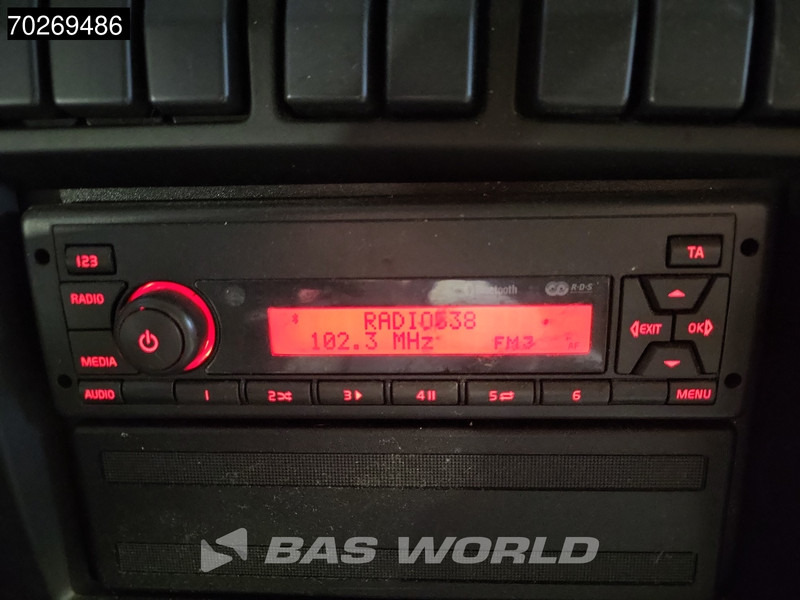 70269486
123
TA
Bluetooth
R·D·S
RADIO
RADIO538
102.3 MHz FM3
EXIT
OK
MEDIA
AUDIO
1
2
3
4
5
6
MENU
BAS WORLD